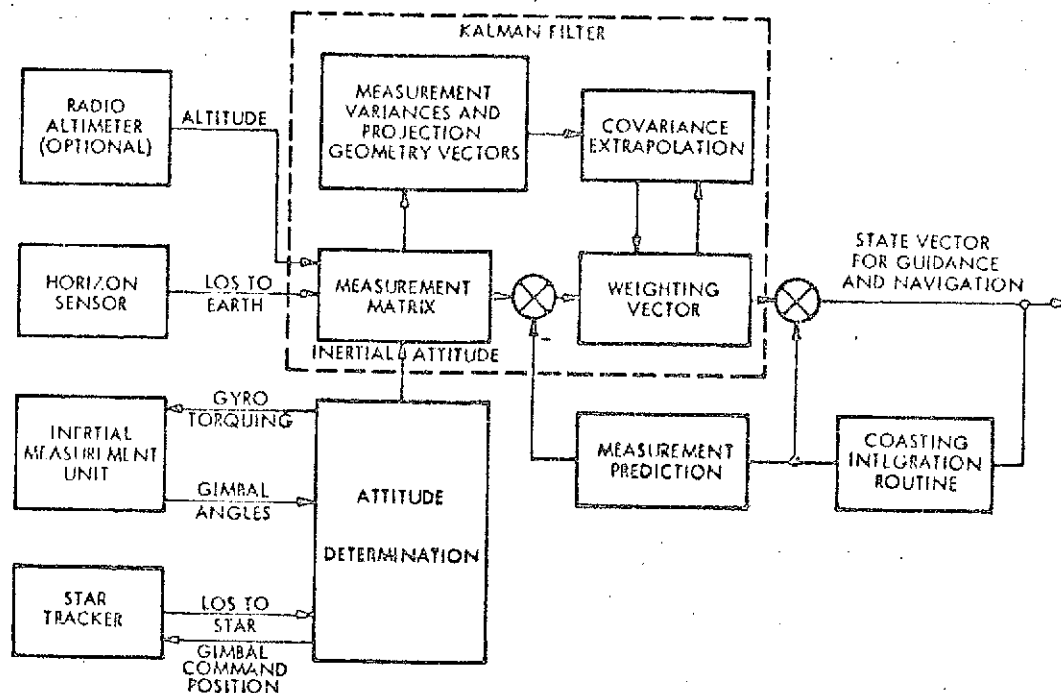 KALMAN FILTER
RADIO
ALTIMETER
(OPTIONAL)
ALTITUDE
MEASUREMENT
VARIANCES AND
PROJECTION
GEOMETRY VECTORS
COVARIANCE
EXTRAPOLATION
HORIZON
SENSOR
LOS TO
EARTH
MEASUREMENT
MATRIX
WEIGHTING
VECTOR
STATE VECTOR
FOR GUIDANCE
AND NAVIGATION
INERTIAL ATTITUDE
INERTIAL
MEASUREMENT
UNIT
GYRO
TORQUING
GIMBAL
ANGLES
ATTITUDE
DETERMINATION
MEASUREMENT
PREDICTION
COASTING
INTEGRATION
ROUTINE
STAR
TRACKER
LOS TO
STAR
GIMBAL
COMMAND
POSITION